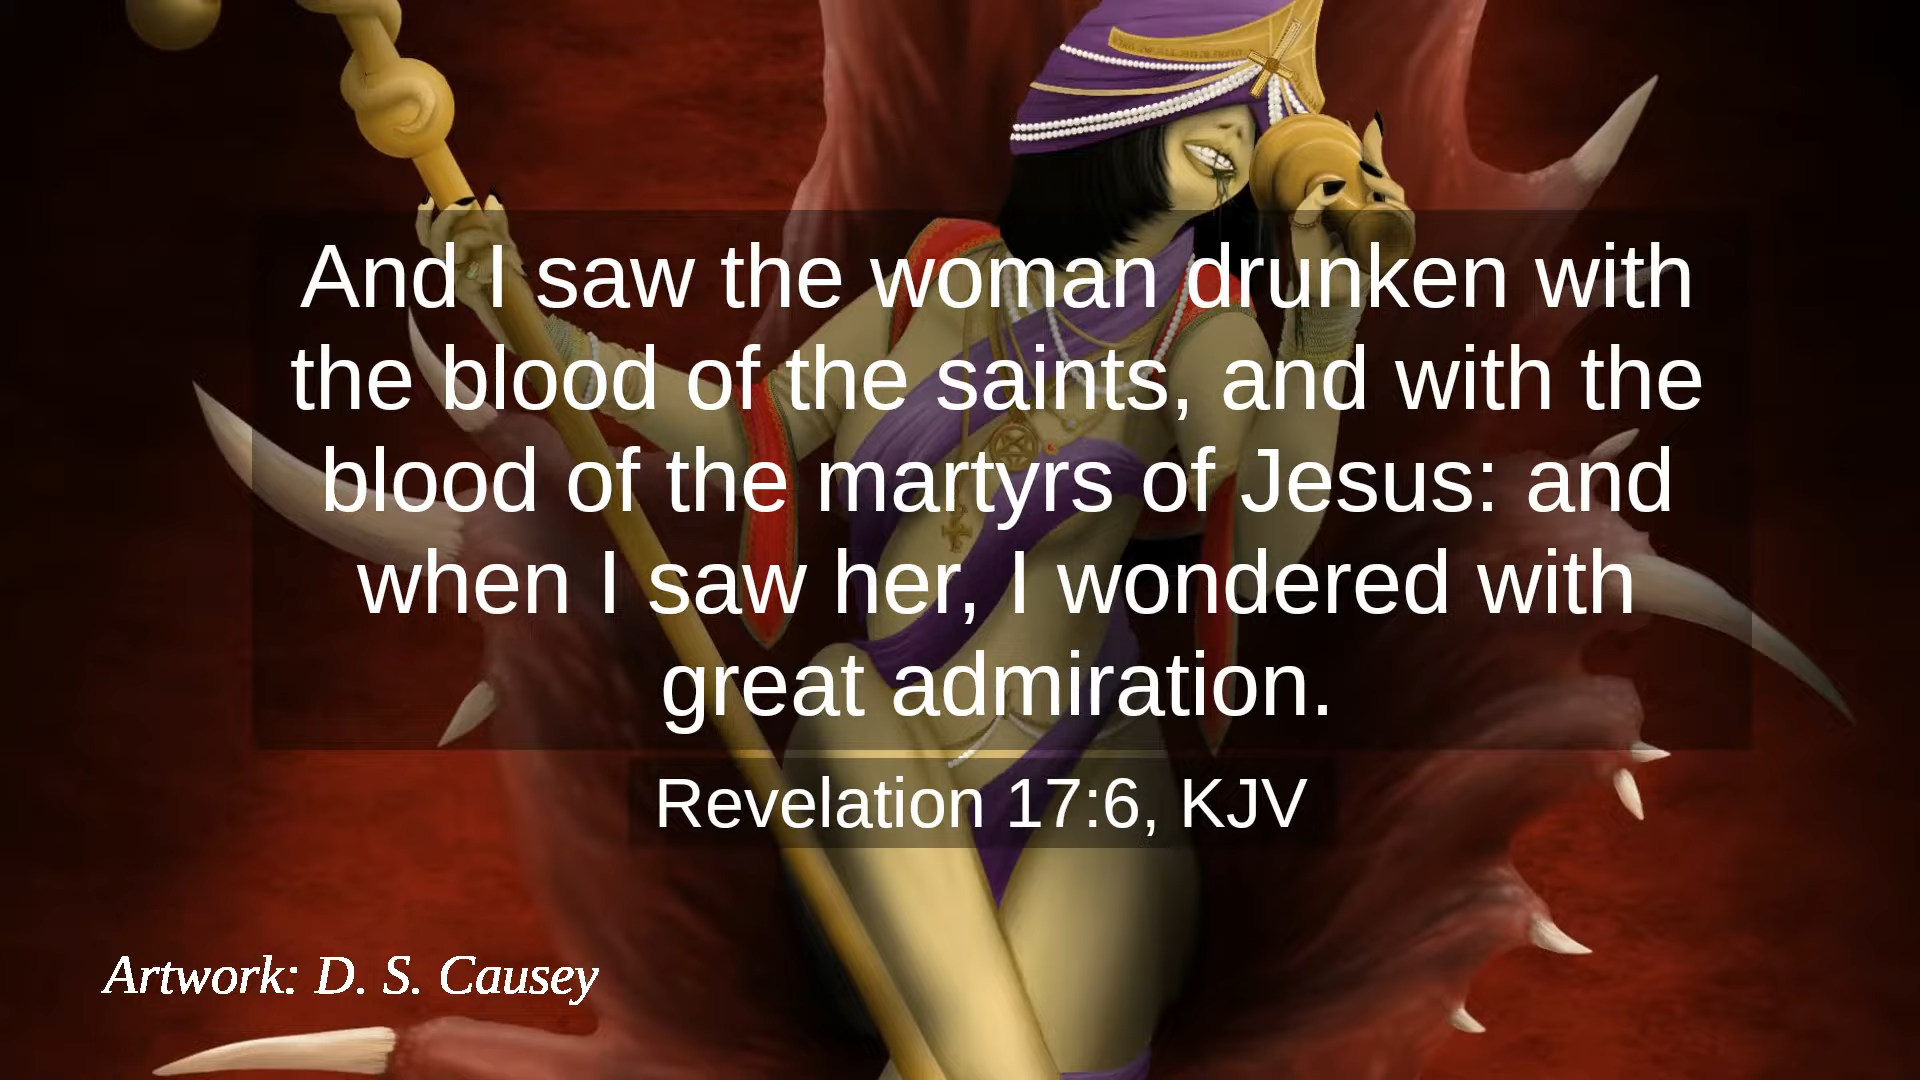 And I saw the woman drunken with
the blood of the saints, and with the
blood of the martyrs of Jesus: and
when I saw her, I wondered with
great admiration.
Revelation 17:6, KJV
Artwork: D. S. Causey